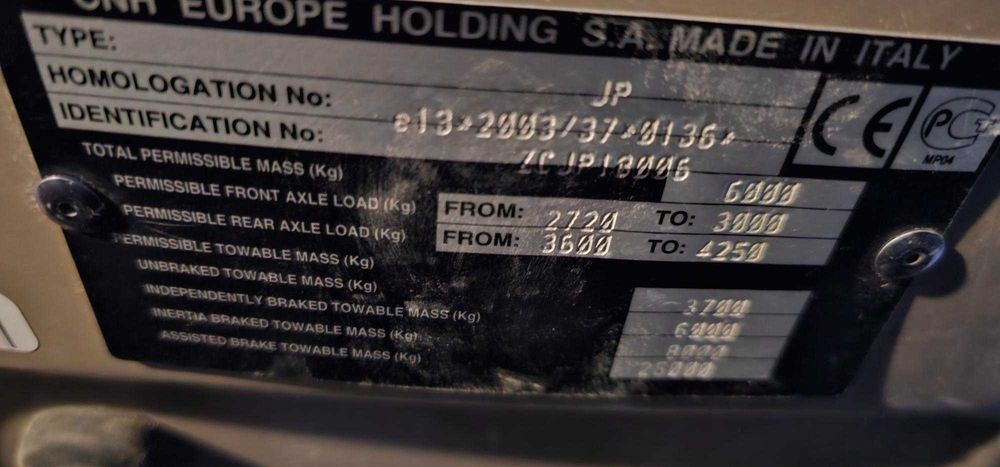 CNH EUROPE HOLDING S.A. MADE IN ITALY
TYPE: JP
HOMOLOGATION No: e13*2003/37*0136*
IDENTIFICATION No: ZCJP10006
TOTAL PERMISSIBLE MASS (Kg) 6000
PERMISSIBLE FRONT AXLE LOAD (Kg) FROM: 2720 TO: 3000
PERMISSIBLE REAR AXLE LOAD (Kg) FROM: 3600 TO: 4250
PERMISSIBLE TOWABLE MASS (Kg)
UNBRAKED TOWABLE MASS (Kg) 3700
INDEPENDENTLY BRAKED TOWABLE MASS (Kg) 6000
INERTIA BRAKED TOWABLE MASS (Kg) 8000
ASSISTED BRAKE TOWABLE MASS (Kg) 25000
CE
PCT
MP04